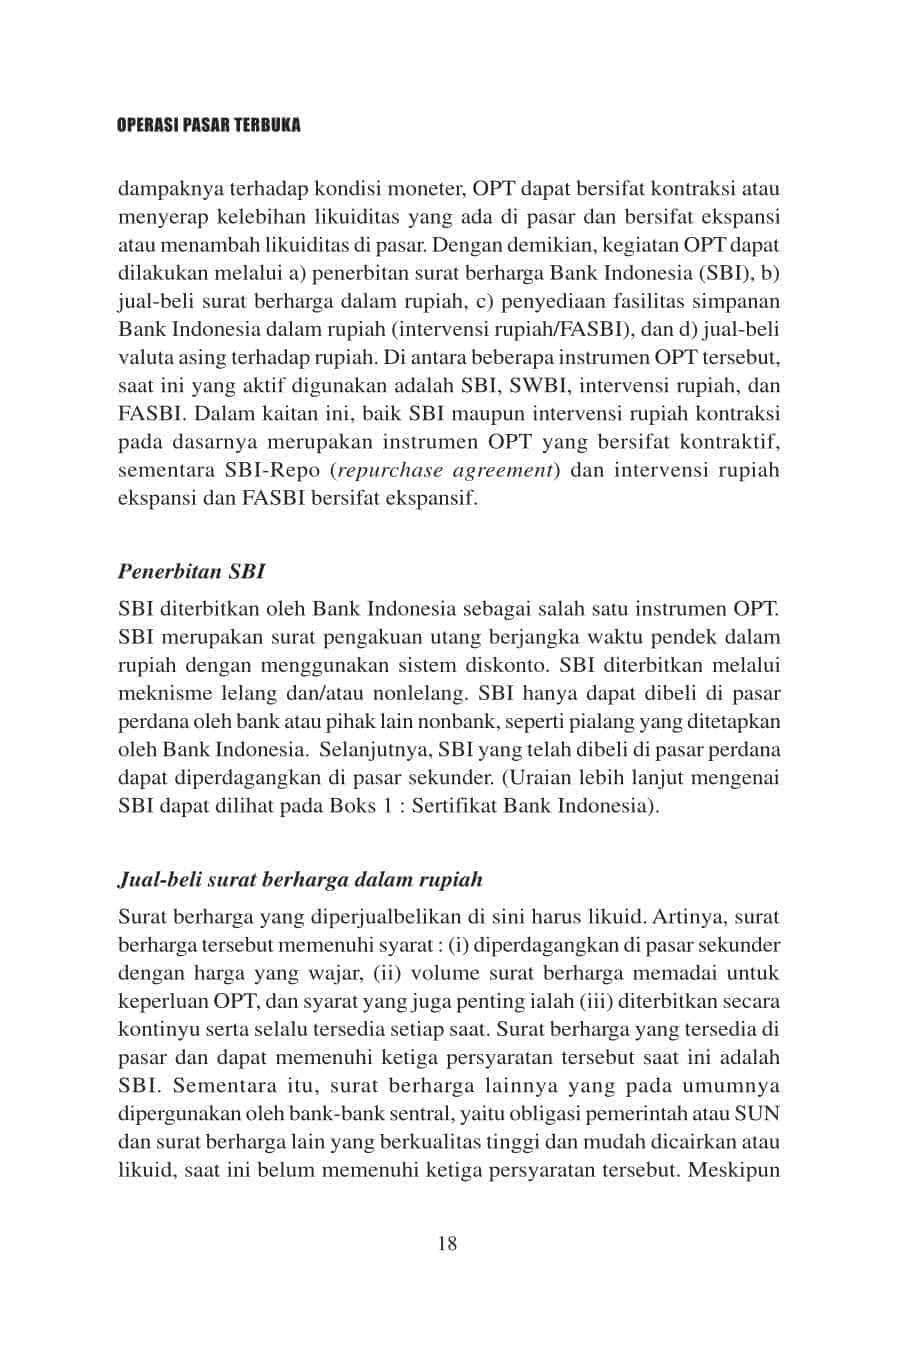 OPERASI PASAR TERBUKA
dampaknya terhadap kondisi moneter, OPT dapat bersifat kontraksi atau
menyerap kelebihan likuiditas yang ada di pasar dan bersifat ekspansi
atau menambah likuiditas di pasar. Dengan demikian, kegiatan OPT dapat
dilakukan melalui a) penerbitan surat berharga Bank Indonesia (SBI), b)
jual-beli surat berharga dalam rupiah, c) penyediaan fasilitas simpanan
Bank Indonesia dalam rupiah (intervensi rupiah/FASBI), dan d) jual-beli
valuta asing terhadap rupiah. Di antara beberapa instrumen OPT tersebut,
saat ini yang aktif digunakan adalah SBI, SWBI, intervensi rupiah, dan
FASBI. Dalam kaitan ini, baik SBI maupun intervensi rupiah kontraksi
pada dasarnya merupakan instrumen OPT yang bersifat kontraktif,
sementara SBI-Repo (repurchase agreement) dan intervensi rupiah
ekspansi dan FASBI bersifat ekspansif.
Penerbitan SBI
SBI diterbitkan oleh Bank Indonesia sebagai salah satu instrumen OPT.
SBI merupakan surat pengakuan utang berjangka waktu pendek dalam
rupiah dengan menggunakan sistem diskonto. SBI diterbitkan melalui
meknisme lelang dan/atau nonlelang. SBI hanya dapat dibeli di pasar
perdana oleh bank atau pihak lain nonbank, seperti pialang yang ditetapkan
oleh Bank Indonesia. Selanjutnya, SBI yang telah dibeli di pasar perdana
dapat diperdagangkan di pasar sekunder. (Uraian lebih lanjut mengenai
SBI dapat dilihat pada Boks 1 : Sertifikat Bank Indonesia).
Jual-beli surat berharga dalam rupiah
Surat berharga yang diperjualbelikan di sini harus likuid. Artinya, surat
berharga tersebut memenuhi syarat : (i) diperdagangkan di pasar sekunder
dengan harga yang wajar, (ii) volume surat berharga memadai untuk
keperluan OPT, dan syarat yang juga penting ialah (iii) diterbitkan secara
kontinyu serta selalu tersedia setiap saat. Surat berharga yang tersedia di
pasar dan dapat memenuhi ketiga persyaratan tersebut saat ini adalah
SBI. Sementara itu, surat berharga lainnya yang pada umumnya
dipergunakan oleh bank-bank sentral, yaitu obligasi pemerintah atau SUN
dan surat berharga lain yang berkualitas tinggi dan mudah dicairkan atau
likuid, saat ini belum memenuhi ketiga persyaratan tersebut. Meskipun
18